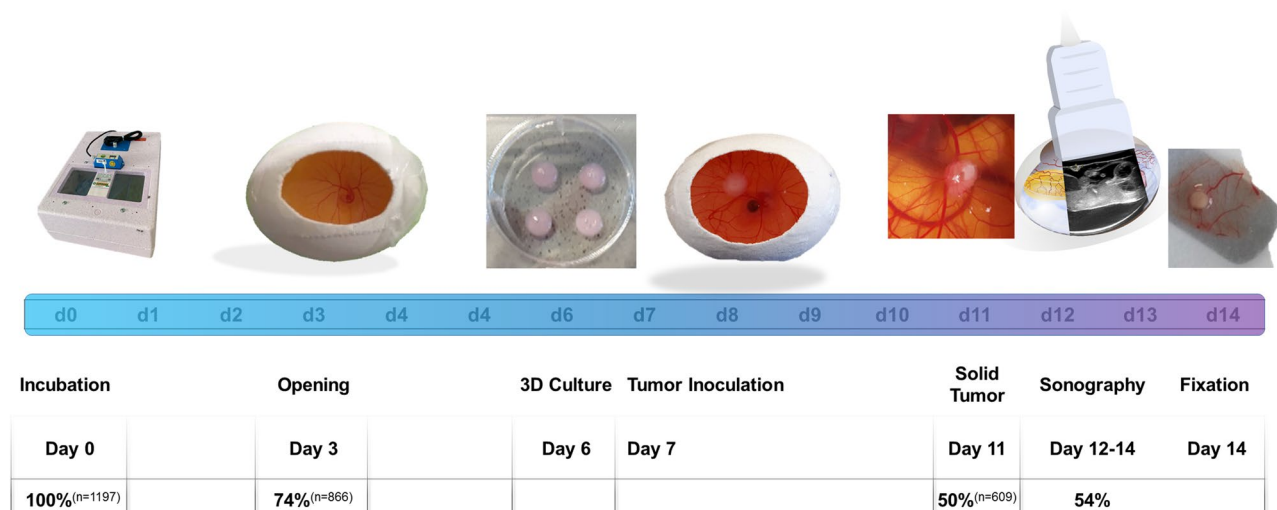 d0 d1 d2 d3 d4 d4 d6 d7 d8 d9 d10 d11 d12 d13 d14
Incubation Opening 3D Culture Tumor Inoculation Solid Tumor Sonography Fixation
Day 0 Day 3 Day 6 Day 7 Day 11 Day 12-14 Day 14
100%(n=1197) 74%(n=866) 50%(n=609) 54%